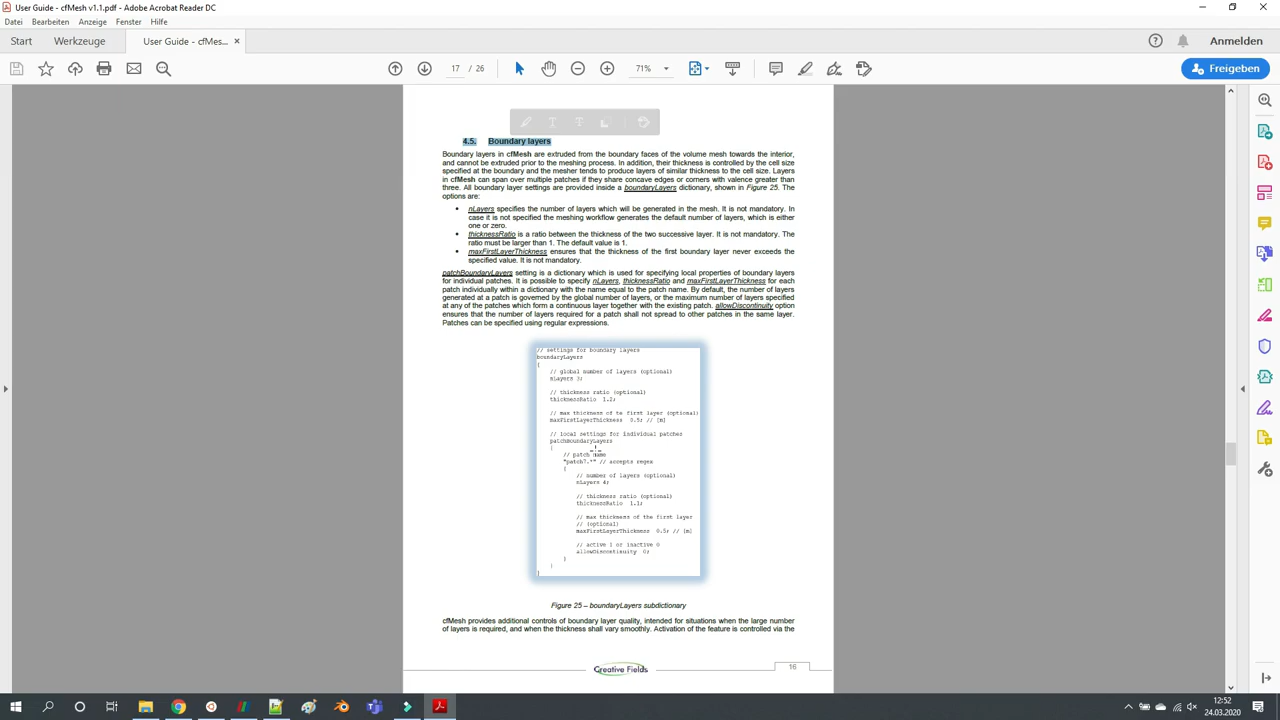 User Guide - cfMesh v1.1.pdf - Adobe Acrobat Reader DC
Datei Bearbeiten Anzeige Fenster Hilfe
Start Werkzeuge User Guide - cfMes... × Anmelden
17 / 26 71% Freigeben
4.5. Boundary layers
Boundary layers in cfMesh are extruded from the boundary faces of the volume mesh towards the interior,
and cannot be extruded prior to the meshing process. In addition, their thickness is controlled by the cell size
specified at the boundary and the mesher tends to produce layers of similar thickness to the cell size. Layers
in cfMesh can span over multiple patches if they share concave edges or corners with valence greater than
three. All boundary layer settings are provided inside a boundaryLayers dictionary, shown in Figure 25. The
options are:
• nLayers specifies the number of layers which will be generated in the mesh. It is not mandatory. In
case it is not specified the meshing workflow generates the default number of layers, which is either
one or zero.
• thicknessRatio is a ratio between the thickness of the two successive layer. It is not mandatory. The
ratio must be larger than 1. The default value is 1.
• maxFirstLayerThickness ensures that the thickness of the first boundary layer never exceeds the
specified value. It is not mandatory.
patchBoundaryLayers setting is a dictionary which is used for specifying local properties of boundary layers
for individual patches. It is possible to specify nLayers, thicknessRatio and maxFirstLayerThickness for each
patch individually within a dictionary with the name equal to the patch name. By default, the number of layers
generated at a patch is governed by the global number of layers, or the maximum number of layers specified
at any of the patches which form a continuous layer together with the existing patch. allowDiscontinuity option
ensures that the number of layers required for a patch shall not spread to other patches in the same layer.
Patches can be specified using regular expressions.
// settings for boundary layers
boundaryLayers
{
// global number of layers (optional)
nLayers 3;
// thickness ratio (optional)
thicknessRatio 1.2;
// max thickness of te first layer (optional)
maxFirstLayerThickness 0.5; // [m]
// local settings for individual patches
patchBoundaryLayers
{
// patch name
"patch7.*" // accepts regex
{
// number of layers (optional)
nLayers 4;
// thickness ratio (optional)
thicknessRatio 1.1;
// max thickness of the first layer
// (optional)
maxFirstLayerThickness 0.5; // [m]
// active 1 or inactive 0
allowDiscontinuity 0;
}
}
}
Figure 25 – boundaryLayers subdictionary
cfMesh provides additional controls of boundary layer quality, intended for situations when the large number
of layers is required, and when the thickness shall vary smoothly. Activation of the feature is controlled via the
Creative Fields 16
12:52
24.03.2020